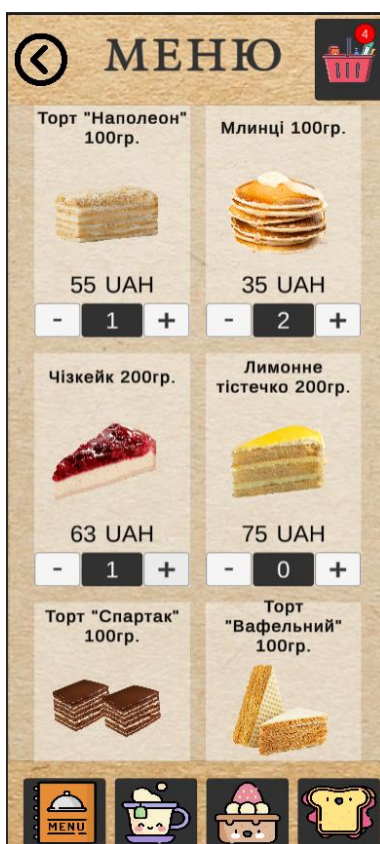 МЕНЮ
4
Торт "Наполеон"
100гр.
Млинці 100гр.
55 UAH
35 UAH
- 1 +
- 2 +
Чізкейк 200гр.
Лимонне
тістечко 200гр.
63 UAH
75 UAH
- 1 +
- 0 +
Торт "Спартак"
100гр.
Торт
"Вафельний"
100гр.
MENU